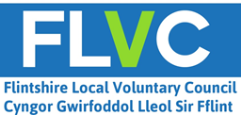 FLVC
Flintshire Local Voluntary Council
Cyngor Gwirfoddol Lleol Sir Fflint